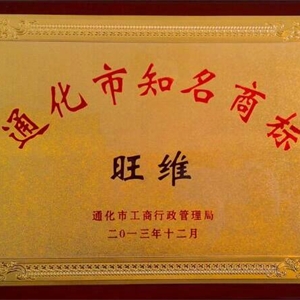 通化市知名商标
旺维
通化市工商行政管理局
二〇一三年十二月